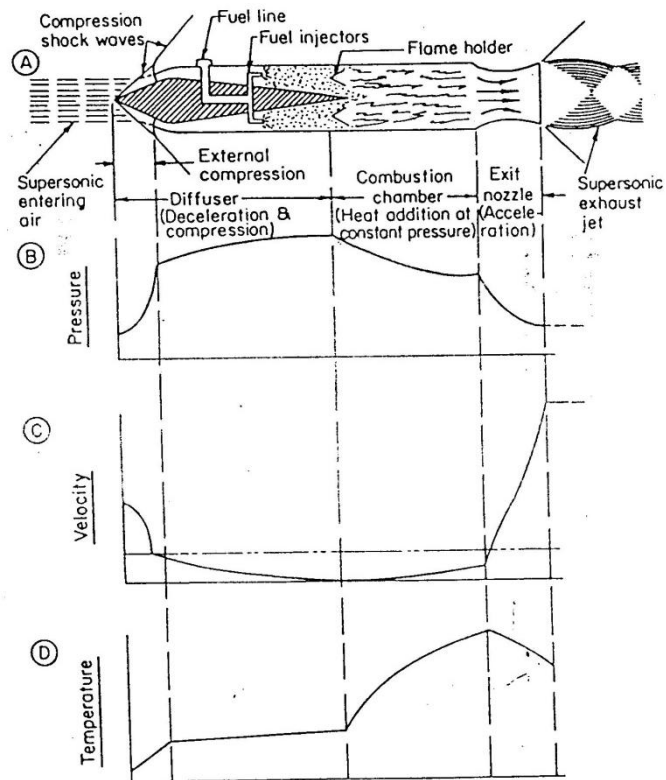 Compression
shock waves
Fuel line
Fuel injectors
Flame holder
A
Supersonic
entering
air
External
compression
Diffuser
(Deceleration &
compression)
Combustion
chamber
(Heat addition at
constant pressure)
Exit
nozzle
(Accele-
ration)
Supersonic
exhaust
jet
B
Pressure
C
Velocity
D
Temperature